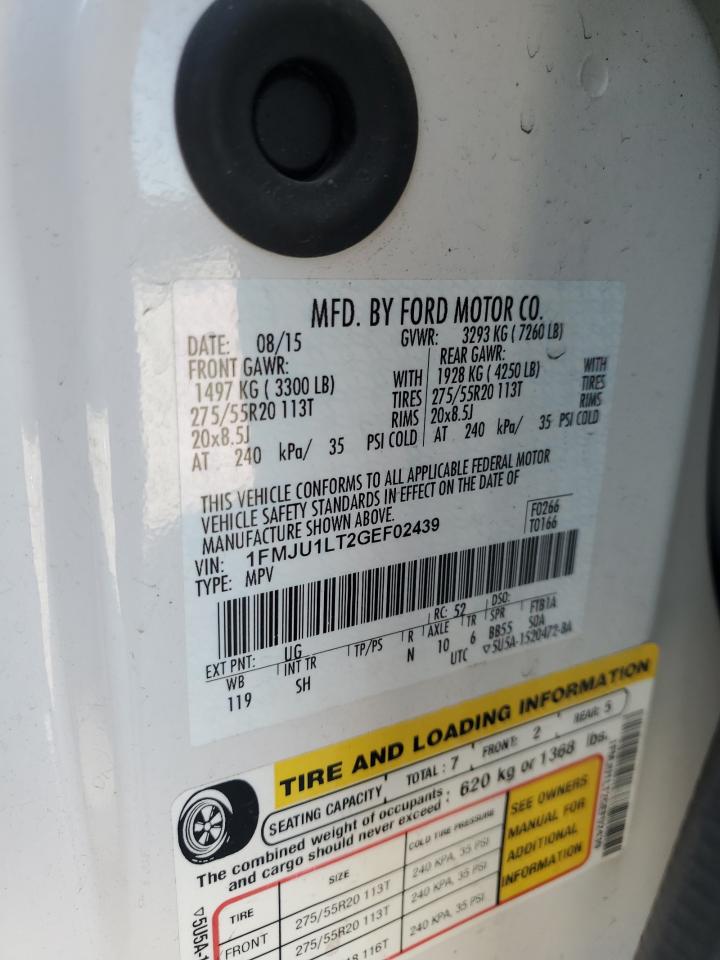 MFD. BY FORD MOTOR CO.
DATE: 08/15 GVWR: 3293 KG ( 7260 LB)
FRONT GAWR: REAR GAWR:
1497 KG ( 3300 LB) WITH 1928 KG ( 4250 LB) WITH
275/55R20 113T TIRES 275/55R20 113T TIRES
20x8.5J RIMS 20x8.5J RIMS
AT 240 kPa/ 35 PSI COLD AT 240 kPa/ 35 PSI COLD
THIS VEHICLE CONFORMS TO ALL APPLICABLE FEDERAL MOTOR
VEHICLE SAFETY STANDARDS IN EFFECT ON THE DATE OF
MANUFACTURE SHOWN ABOVE.
F0266
T0166
VIN: 1FMJU1LT2GEF02439
TYPE: MPV
RC: 52 DSO:
EXT PNT: UG
WB INT TR TP/PS R AXLE TR SPR FTB1A
119 SH N 10 6 BB55 SOA
UTC ▽5U5A-1520472-BA
TIRE AND LOADING INFORMATION
SEATING CAPACITY TOTAL: 7 FRONT: 2 REAR: 5
The combined weight of occupants
and cargo should never exceed : 620 kg or 1368 lbs.
TIRE SIZE COLD TIRE PRESSURE
FRONT 275/55R20 113T 240 KPA, 35 PSI
275/55R20 113T 240 KPA, 35 PSI
116T 240 KPA, 35 PSI
SEE OWNERS
MANUAL FOR
ADDITIONAL
INFORMATION
▽5U5A-1